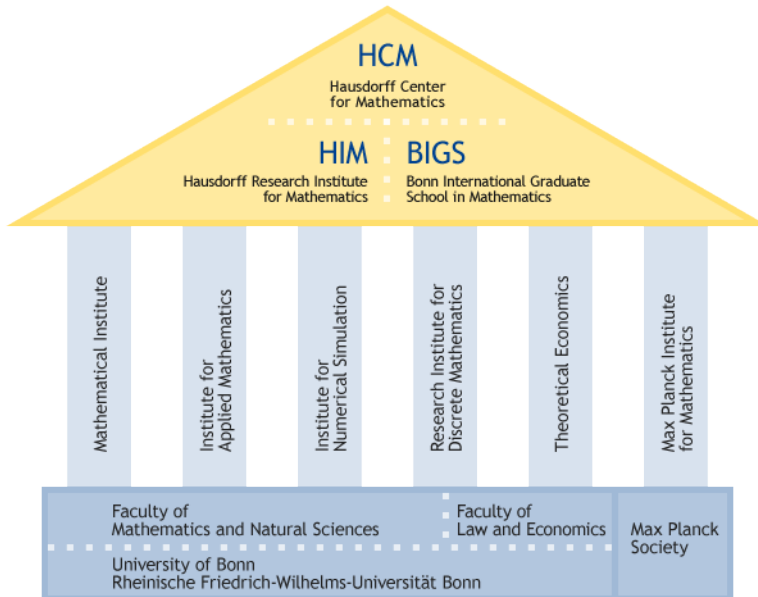 HCM
Hausdorff Center
for Mathematics
HIM
Hausdorff Research Institute
for Mathematics
BIGS
Bonn International Graduate
School in Mathematics
Mathematical Institute
Institute for
Applied Mathematics
Institute for
Numerical Simulation
Research Institute for
Discrete Mathematics
Theoretical Economics
Max Planck Institute
for Mathematics
Faculty of
Mathematics and Natural Sciences
Faculty of
Law and Economics
Max Planck
Society
University of Bonn
Rheinische Friedrich-Wilhelms-Universität Bonn